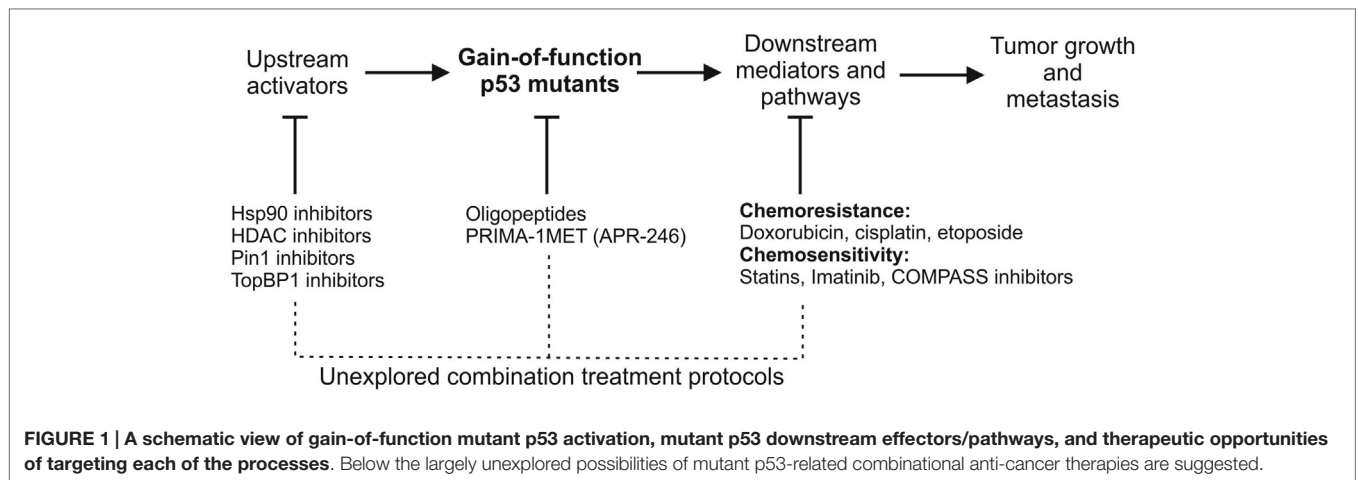 Upstream
activators
Gain-of-function
p53 mutants
Downstream
mediators and
pathways
Tumor growth
and
metastasis
Hsp90 inhibitors
HDAC inhibitors
Pin1 inhibitors
TopBP1 inhibitors
Oligopeptides
PRIMA-1MET (APR-246)
Chemoresistance:
Doxorubicin, cisplatin, etoposide
Chemosensitivity:
Statins, Imatinib, COMPASS inhibitors
Unexplored combination treatment protocols
FIGURE 1 | A schematic view of gain-of-function mutant p53 activation, mutant p53 downstream effectors/pathways, and therapeutic opportunities
of targeting each of the processes. Below the largely unexplored possibilities of mutant p53-related combinational anti-cancer therapies are suggested.